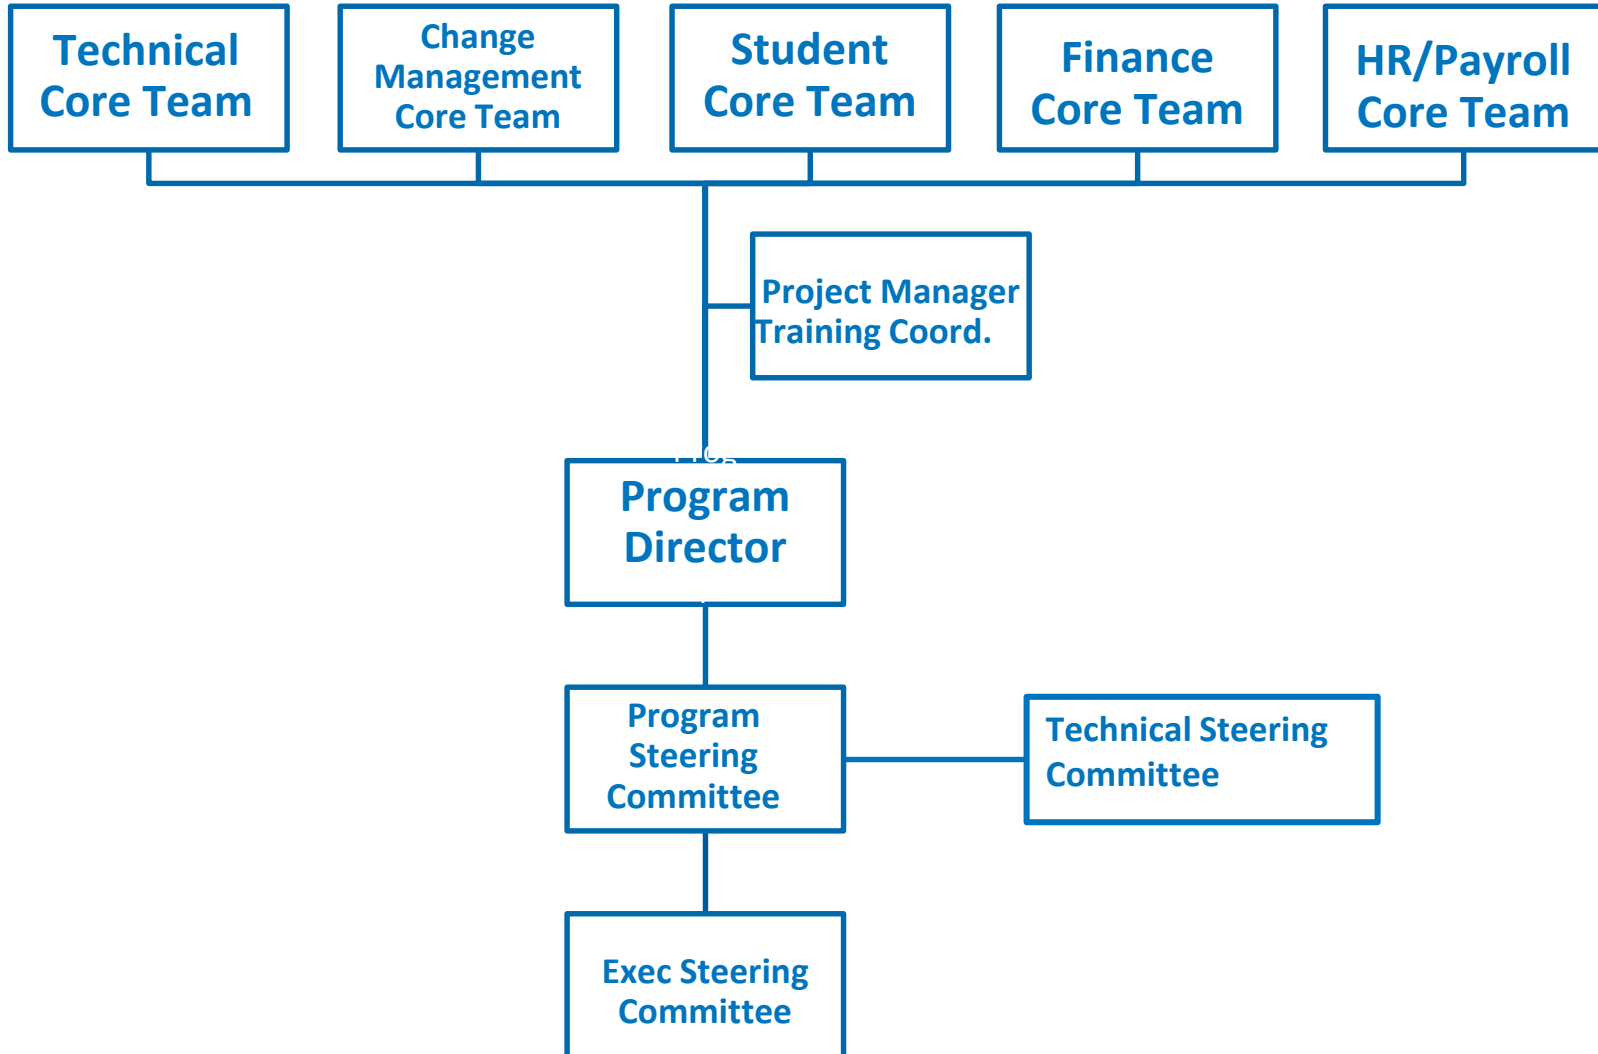 Technical
Core Team
Change
Management
Core Team
Student
Core Team
Finance
Core Team
HR/Payroll
Core Team
Project Manager
Training Coord.
Program
Director
Program
Steering
Committee
Technical Steering
Committee
Exec Steering
Committee